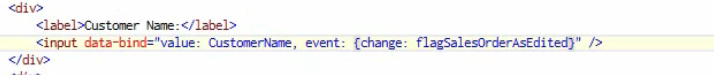 <div>
<label>Customer Name:</label>
<input data-bind="value: CustomerName, event: {change: flagSalesOrderAsEdited}" />
</div>